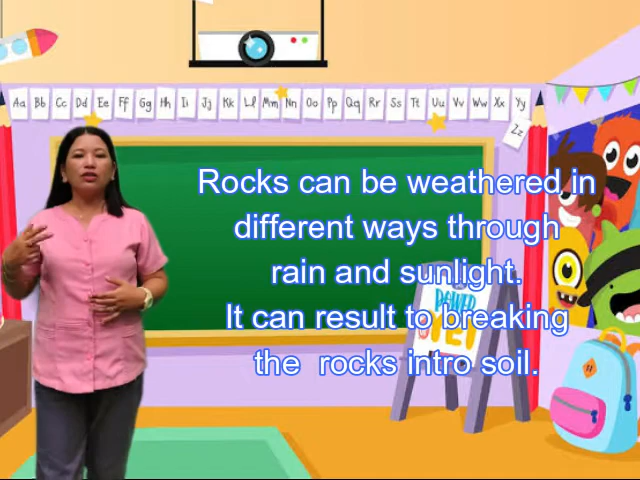 Aa Bb Cc Dd Ee Ff Gg Hh Ii Jj Kk Ll Mm Nn Oo Pp Qq Rr Ss Tt Uu Vv Ww Xx Yy
Zz
Rocks can be weathered in
different ways through
rain and sunlight.
It can result to breaking
the rocks intro soil.
POWER
YET